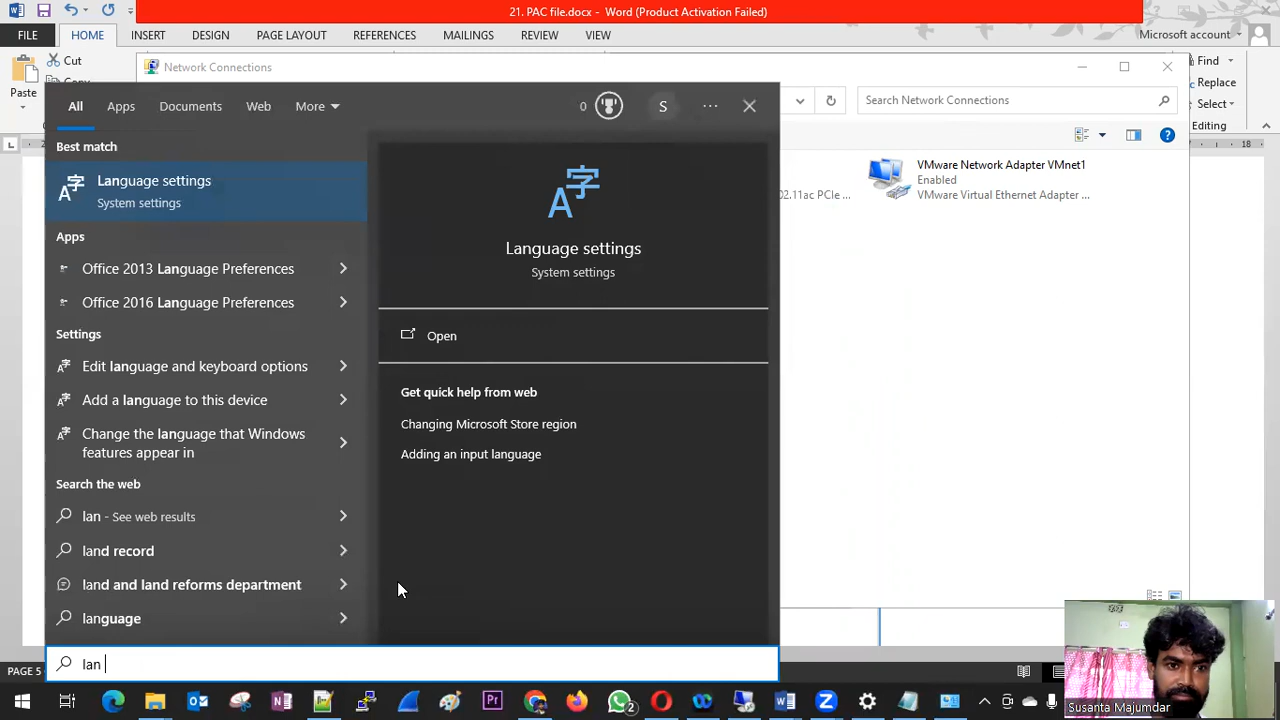 21. PAC file.docx - Word (Product Activation Failed)
FILE HOME INSERT DESIGN PAGE LAYOUT REFERENCES MAILINGS REVIEW VIEW Microsoft account
Cut
Paste
Find
Replace
Select
Editing
Network Connections
Search Network Connections
All Apps Documents Web More 0 S
Best match
Language settings
System settings
Apps
Office 2013 Language Preferences
Office 2016 Language Preferences
Settings
Edit language and keyboard options
Add a language to this device
Change the language that Windows
features appear in
Search the web
lan - See web results
land record
land and land reforms department
language
lan
Language settings
System settings
Open
Get quick help from web
Changing Microsoft Store region
Adding an input language
02.11ac PCIe ...
VMware Network Adapter VMnet1
Enabled
VMware Virtual Ethernet Adapter ...
18
PAGE 5
2
Susanta Majumdar